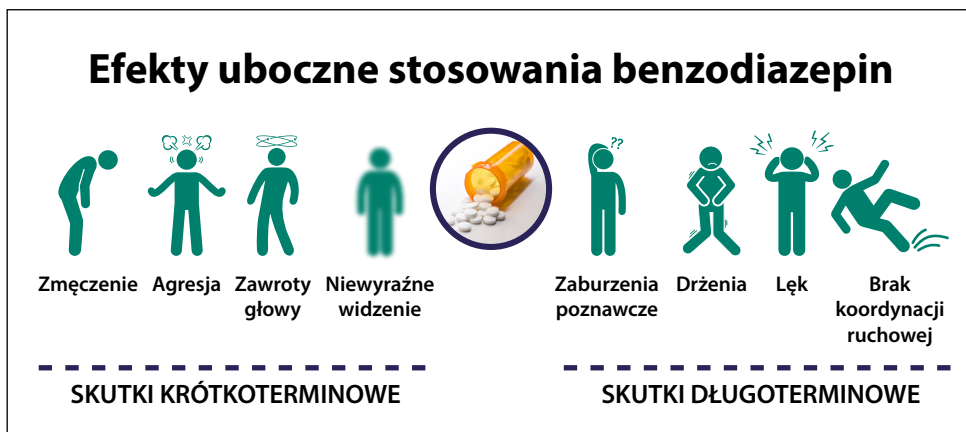 Efekty uboczne stosowania benzodiazepin
??
Zmęczenie
Agresja
Zawroty
głowy
Niewyraźne
widzenie
Zaburzenia
poznawcze
Drżenia
Lęk
Brak
koordynacji
ruchowej
SKUTKI KRÓTKOTERMINOWE
SKUTKI DŁUGOTERMINOWE